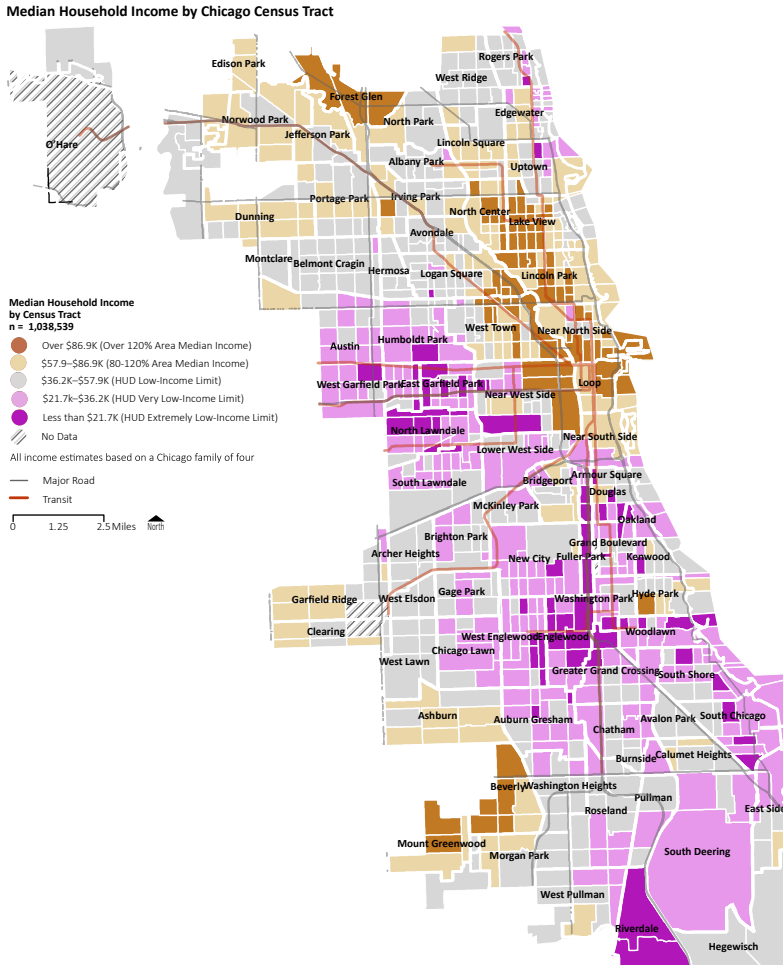 Median Household Income by Chicago Census Tract
Rogers Park
Edison Park
West Ridge
Forest Glen
Edgewater
Norwood Park
North Park
Jefferson Park
O'Hare
Lincoln Square
Albany Park
Uptown
Portage Park
Irving Park
North Center
Dunning
Lake View
Avondale
Montclare
Belmont Cragin
Hermosa
Logan Square
Lincoln Park
Median Household Income
by Census Tract
n = 1,038,539
Over $86.9K (Over 120% Area Median Income)
$57.9–$86.9K (80-120% Area Median Income)
$36.2K–$57.9K (HUD Low-Income Limit)
$21.7k–$36.2K (HUD Very Low-Income Limit)
Less than $21.7K (HUD Extremely Low-Income Limit)
No Data
All income estimates based on a Chicago family of four
Major Road
Transit
0 1.25 2.5 Miles
North
West Town
Near North Side
Humboldt Park
Austin
West Garfield Park
East Garfield Park
Loop
Near West Side
North Lawndale
Near South Side
Lower West Side
Armour Square
South Lawndale
Bridgeport
Douglas
McKinley Park
Oakland
Brighton Park
Grand Boulevard
Archer Heights
New City
Fuller Park
Kenwood
Gage Park
Hyde Park
Garfield Ridge
West Elsdon
Washington Park
Clearing
West Englewood
Englewood
Woodlawn
Chicago Lawn
West Lawn
Greater Grand Crossing
South Shore
Ashburn
Auburn Gresham
Avalon Park
South Chicago
Chatham
Burnside
Calumet Heights
Beverly
Washington Heights
Pullman
Roseland
East Side
Mount Greenwood
Morgan Park
South Deering
West Pullman
Riverdale
Hegewisch